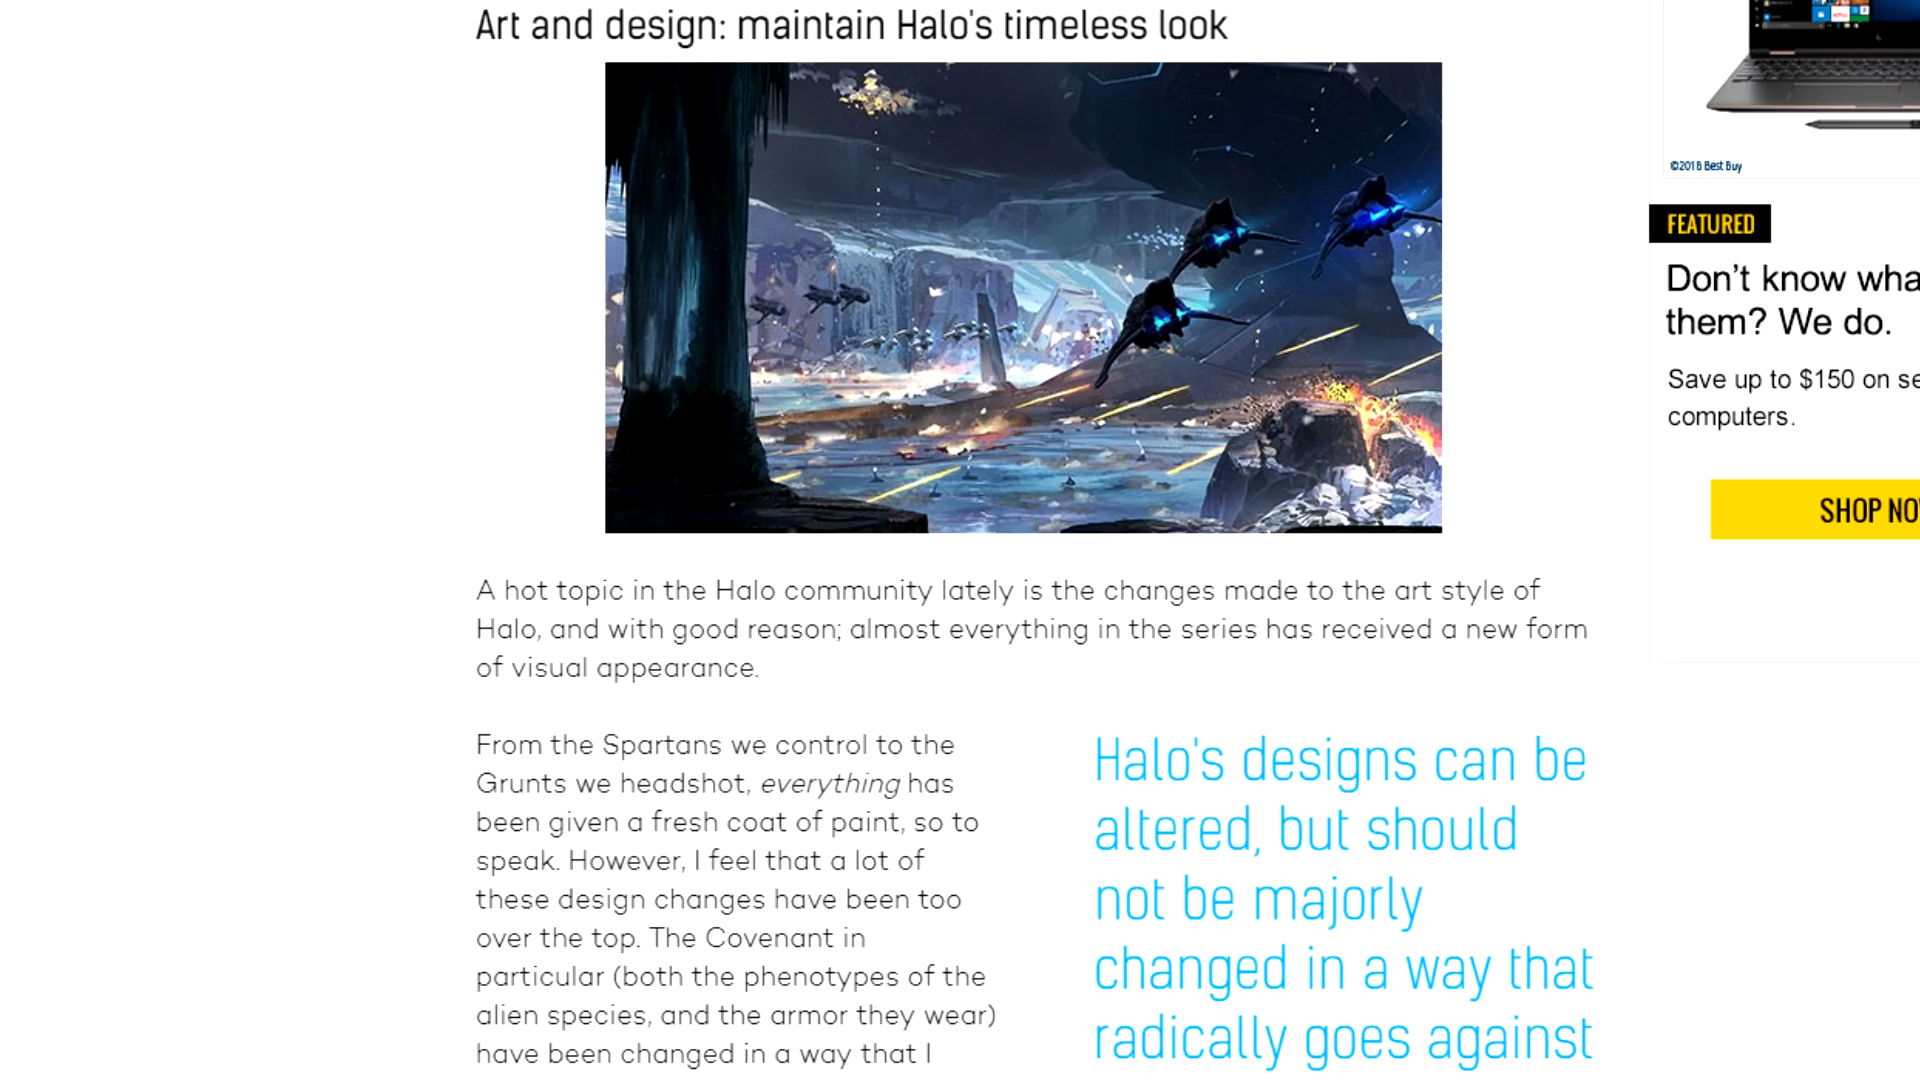 Art and design: maintain Halo's timeless look
A hot topic in the Halo community lately is the changes made to the art style of
Halo, and with good reason; almost everything in the series has received a new form
of visual appearance.
From the Spartans we control to the
Grunts we headshot, everything has
been given a fresh coat of paint, so to
speak. However, I feel that a lot of
these design changes have been too
over the top. The Covenant in
particular (both the phenotypes of the
alien species, and the armor they wear)
have been changed in a way that I
Halo's designs can be
altered, but should
not be majorly
changed in a way that
radically goes against
©2018 Best Buy
FEATURED
Don't know wha
them? We do.
Save up to $150 on se
computers.
SHOP NO